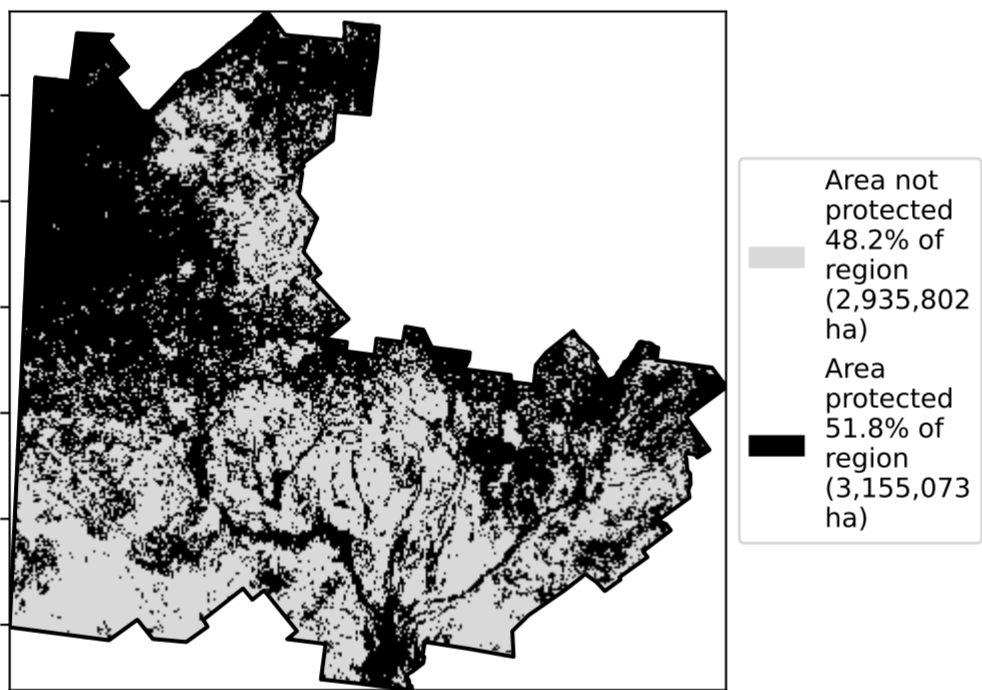 Area not
protected
48.2% of
region
(2,935,802
ha)
Area
protected
51.8% of
region
(3,155,073
ha)